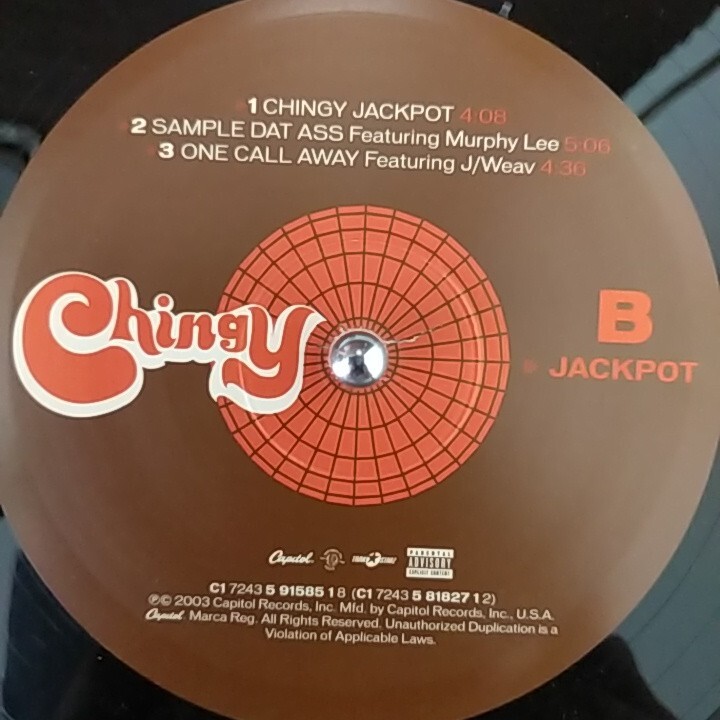 1 CHINGY JACKPOT 4:08
2 SAMPLE DAT ASS Featuring Murphy Lee 5:06
3 ONE CALL AWAY Featuring J/Weav 4:36
Chingy
B
JACKPOT
Capitol
PARENTAL
ADVISORY
EXPLICIT CONTENT
C1 7243 5 91585 1 8 (C1 7243 5 81827 1 2)
℗© 2003 Capitol Records, Inc. Mfd. by Capitol Records, Inc., U.S.A.
Capitol. Marca Reg. All Rights Reserved. Unauthorized Duplication is a
Violation of Applicable Laws.